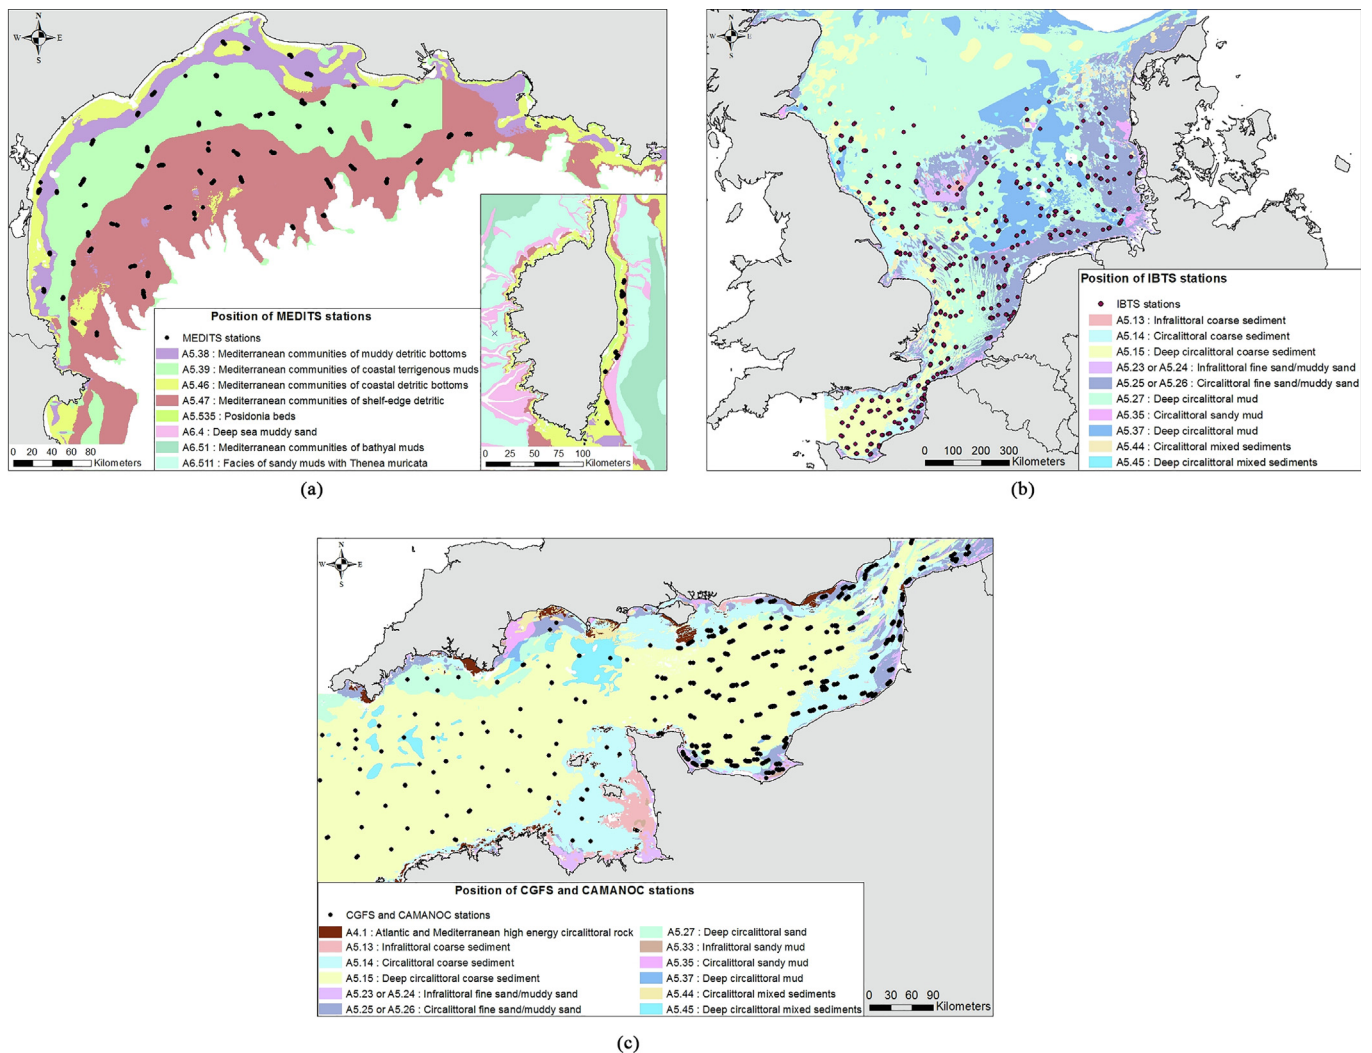 N
W E
S
Position of MEDITS stations
MEDITS stations
A5.38 : Mediterranean communities of muddy detritic bottoms
A5.39 : Mediterranean communities of coastal terrigenous muds
A5.46 : Mediterranean communities of coastal detritic bottoms
A5.47 : Mediterranean communities of shelf-edge detritic
A5.535 : Posidonia beds
A6.4 : Deep sea muddy sand
A6.51 : Mediterranean communities of bathyal muds
A6.511 : Facies of sandy muds with Thenea muricata
0 20 40 60 80
Kilometers
0 25 50 100
Kilometers
(a)
N
W E
S
Position of IBTS stations
IBTS stations
A5.13 : Infralittoral coarse sediment
A5.14 : Circalittoral coarse sediment
A5.15 : Deep circalittoral coarse sediment
A5.23 or A5.24 : Infralittoral fine sand/muddy sand
A5.25 or A5.26 : Circalittoral fine sand/muddy sand
A5.27 : Deep circalittoral mud
A5.35 : Circalittoral sandy mud
A5.37 : Deep circalittoral mud
A5.44 : Circalittoral mixed sediments
A5.45 : Deep circalittoral mixed sediments
0 100 200 300
Kilometers
(b)
N
W E
S
Position of CGFS and CAMANOC stations
CGFS and CAMANOC stations
A4.1 : Atlantic and Mediterranean high energy circalittoral rock
A5.13 : Infralittoral coarse sediment
A5.14 : Circalittoral coarse sediment
A5.15 : Deep circalittoral coarse sediment
A5.23 or A5.24 : Infralittoral fine sand/muddy sand
A5.25 or A5.26 : Circalittoral fine sand/muddy sand
A5.27 : Deep circalittoral sand
A5.33 : Infralittoral sandy mud
A5.35 : Circalittoral sandy mud
A5.37 : Deep circalittoral mud
A5.44 : Circalittoral mixed sediments
A5.45 : Deep circalittoral mixed sediments
0 30 60 90
Kilometers
(c)